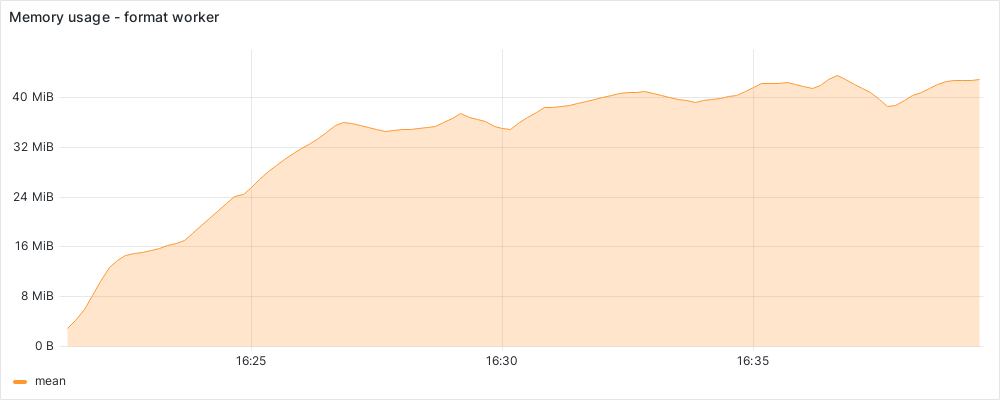 Memory usage - format worker
40 MiB
32 MiB
24 MiB
16 MiB
8 MiB
0 B
16:25 16:30 16:35
mean